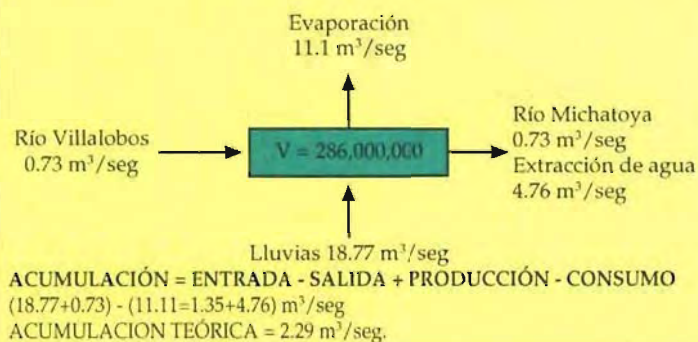 Evaporación
11.1 m³/seg
Río Villalobos
0.73 m³/seg
V = 286,000,000
Río Michatoya
0.73 m³/seg
Extracción de agua
4.76 m³/seg
Lluvias 18.77 m³/seg
ACUMULACIÓN = ENTRADA - SALIDA + PRODUCCIÓN - CONSUMO
(18.77+0.73) - (11.11=1.35+4.76) m³/seg
ACUMULACION TEÓRICA = 2.29 m³/seg.